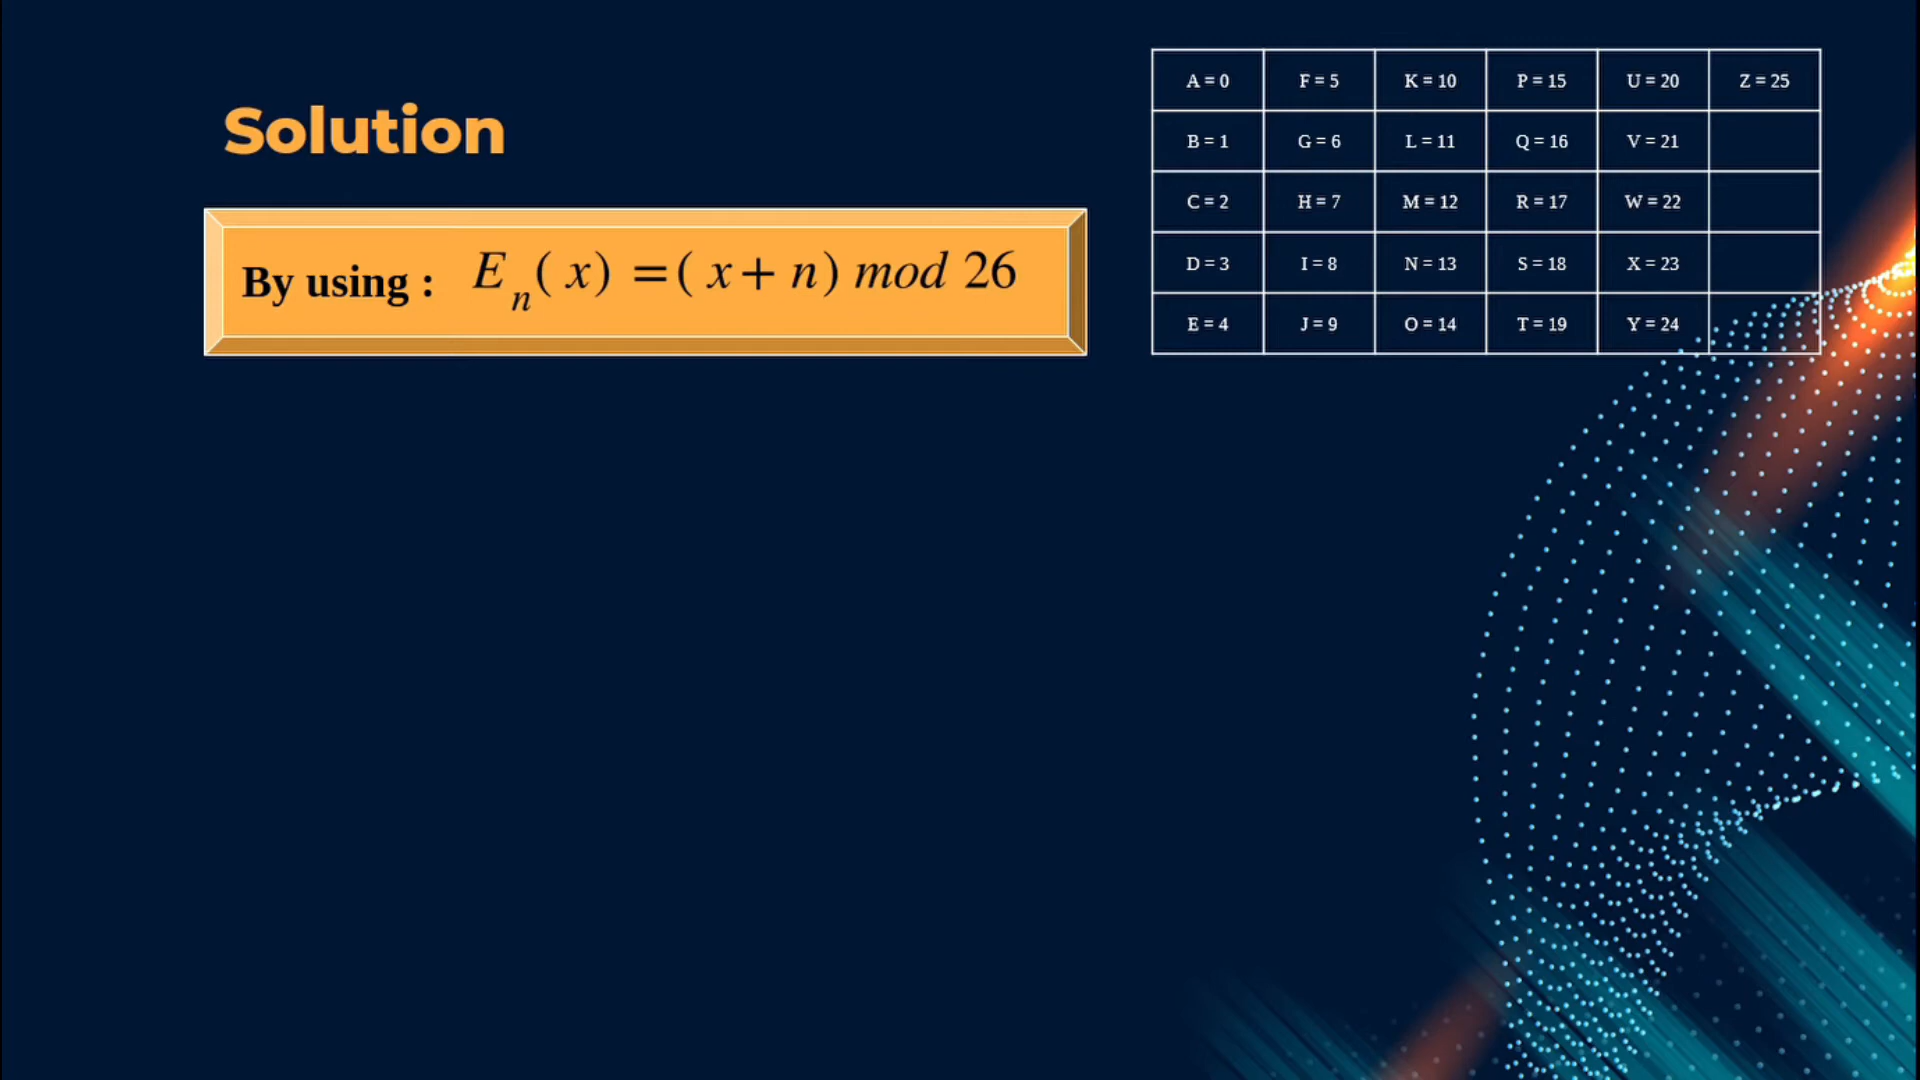 Solution
By using : E_n( x) =( x+ n) mod 26
A = 0 F = 5 K = 10 P = 15 U = 20 Z = 25
B = 1 G = 6 L = 11 Q = 16 V = 21
C = 2 H = 7 M = 12 R = 17 W = 22
D = 3 I = 8 N = 13 S = 18 X = 23
E = 4 J = 9 O = 14 T = 19 Y = 24